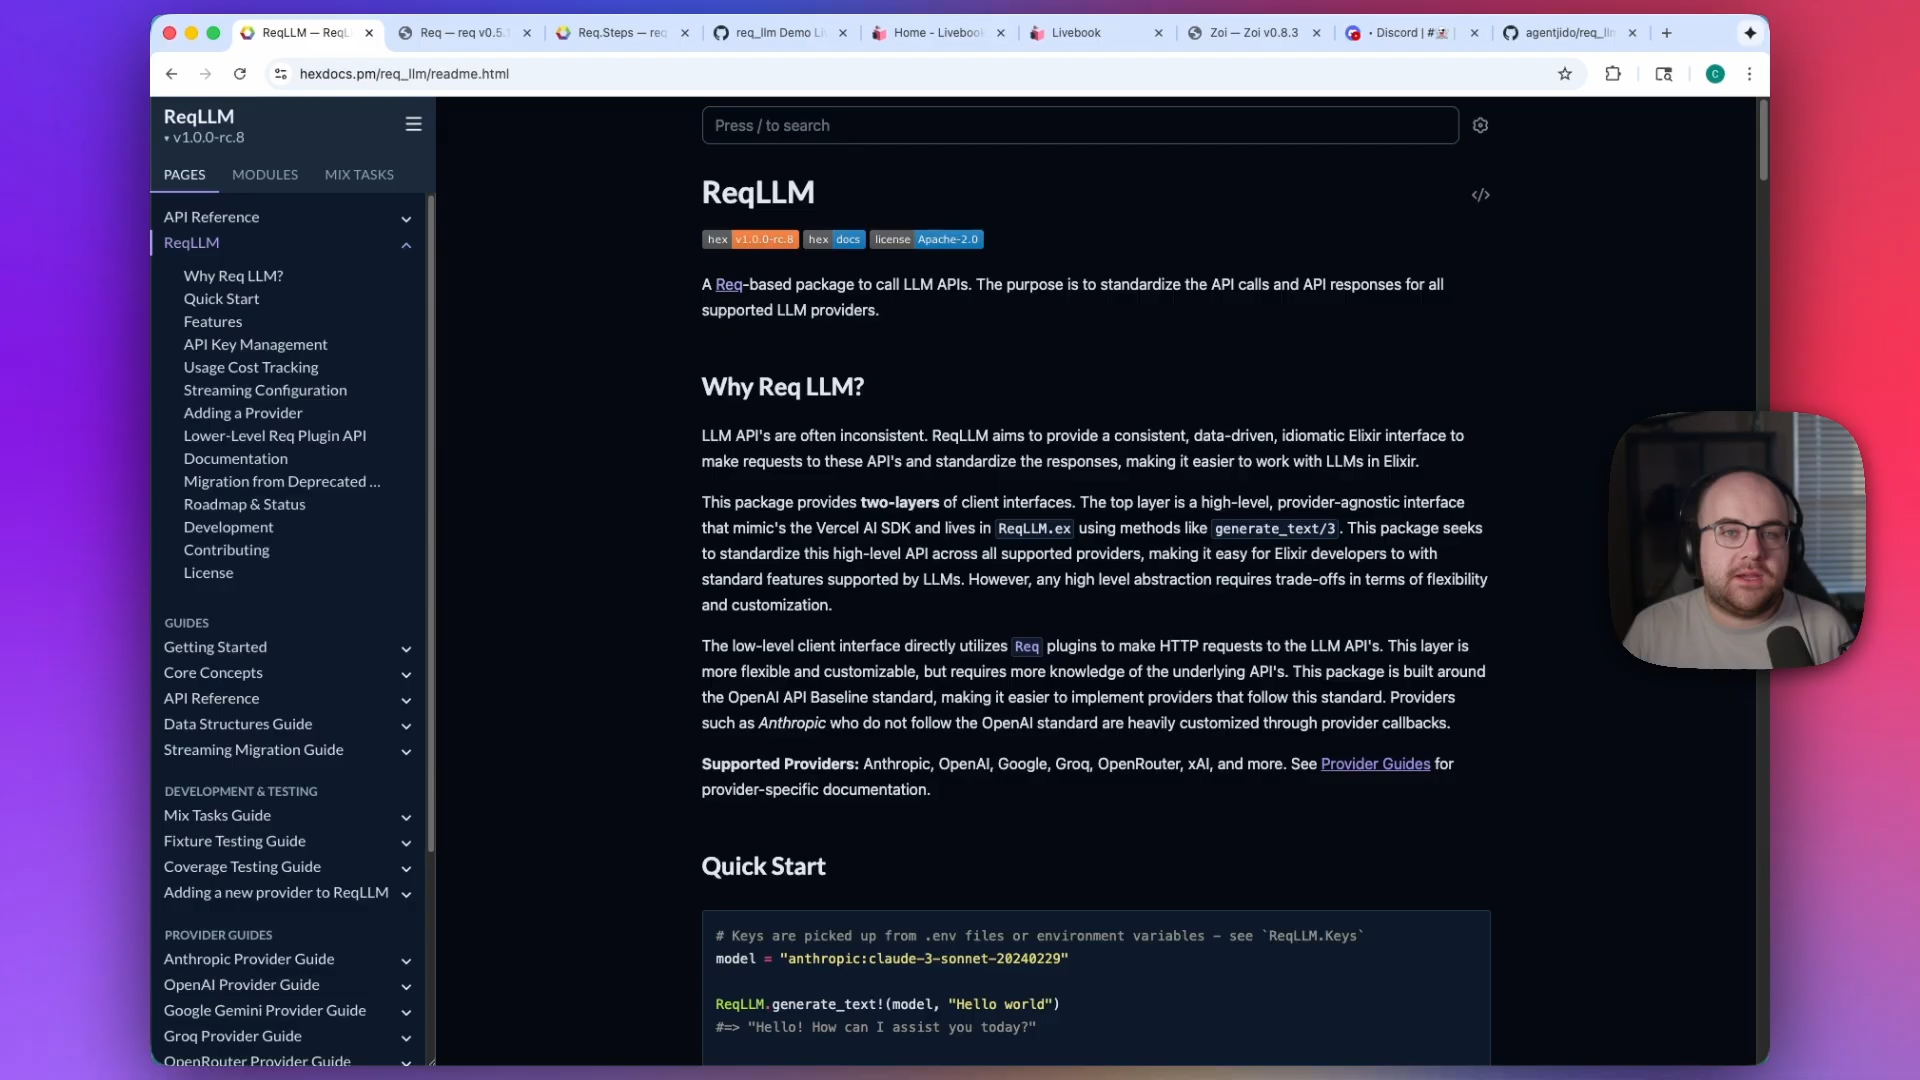 ReqLLM — ReqL
Req — req v0.5.1
Req.Steps — req
req_llm Demo Li
Home - Livebook
Livebook
Zoi — Zoi v0.8.3
• Discord | #
agentjido/req_llm
hexdocs.pm/req_llm/readme.html
C
ReqLLM
v1.0.0-rc.8
PAGES
MODULES
MIX TASKS
API Reference
ReqLLM
Why Req LLM?
Quick Start
Features
API Key Management
Usage Cost Tracking
Streaming Configuration
Adding a Provider
Lower-Level Req Plugin API
Documentation
Migration from Deprecated ...
Roadmap & Status
Development
Contributing
License
GUIDES
Getting Started
Core Concepts
API Reference
Data Structures Guide
Streaming Migration Guide
DEVELOPMENT & TESTING
Mix Tasks Guide
Fixture Testing Guide
Coverage Testing Guide
Adding a new provider to ReqLLM
PROVIDER GUIDES
Anthropic Provider Guide
OpenAI Provider Guide
Google Gemini Provider Guide
Groq Provider Guide
OpenRouter Provider Guide
Press / to search
ReqLLM
</>
hex v1.0.0-rc.8 hex docs license Apache-2.0
A Req-based package to call LLM APIs. The purpose is to standardize the API calls and API responses for all
supported LLM providers.
Why Req LLM?
LLM API's are often inconsistent. ReqLLM aims to provide a consistent, data-driven, idiomatic Elixir interface to
make requests to these API's and standardize the responses, making it easier to work with LLMs in Elixir.
This package provides two-layers of client interfaces. The top layer is a high-level, provider-agnostic interface
that mimic's the Vercel AI SDK and lives in ReqLLM.ex using methods like generate_text/3. This package seeks
to standardize this high-level API across all supported providers, making it easy for Elixir developers to with
standard features supported by LLMs. However, any high level abstraction requires trade-offs in terms of flexibility
and customization.
The low-level client interface directly utilizes Req plugins to make HTTP requests to the LLM API's. This layer is
more flexible and customizable, but requires more knowledge of the underlying API's. This package is built around
the OpenAI API Baseline standard, making it easier to implement providers that follow this standard. Providers
such as Anthropic who do not follow the OpenAI standard are heavily customized through provider callbacks.
Supported Providers: Anthropic, OpenAI, Google, Groq, OpenRouter, xAI, and more. See Provider Guides for
provider-specific documentation.
Quick Start
# Keys are picked up from .env files or environment variables - see `ReqLLM.Keys`
model = "anthropic:claude-3-sonnet-20240229"
ReqLLM.generate_text!(model, "Hello world")
#=> "Hello! How can I assist you today?"